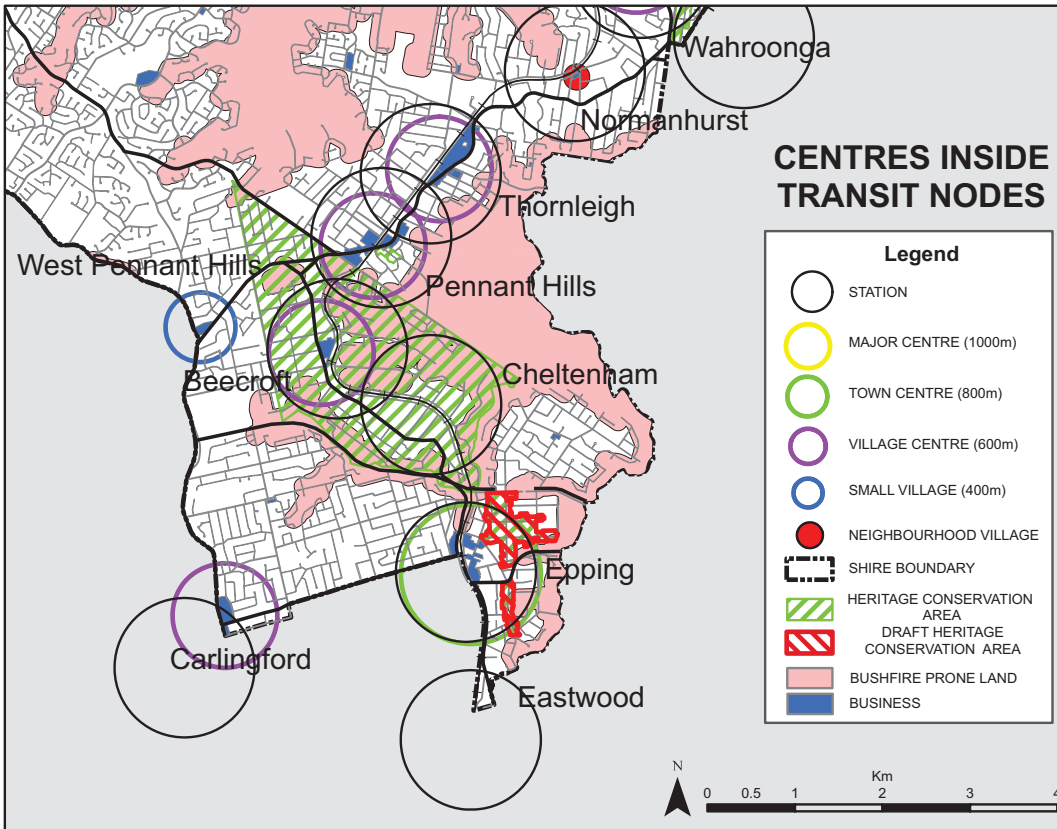 Wahroonga
Normanhurst
Thornleigh
West Pennant Hills
Pennant Hills
Beecroft
Cheltenham
Epping
Carlingford
Eastwood
CENTRES INSIDE
TRANSIT NODES
Legend
STATION
MAJOR CENTRE (1000m)
TOWN CENTRE (800m)
VILLAGE CENTRE (600m)
SMALL VILLAGE (400m)
NEIGHBOURHOOD VILLAGE
SHIRE BOUNDARY
HERITAGE CONSERVATION
AREA
DRAFT HERITAGE
CONSERVATION AREA
BUSHFIRE PRONE LAND
BUSINESS
N
Km
0 0.5 1 2 3 4